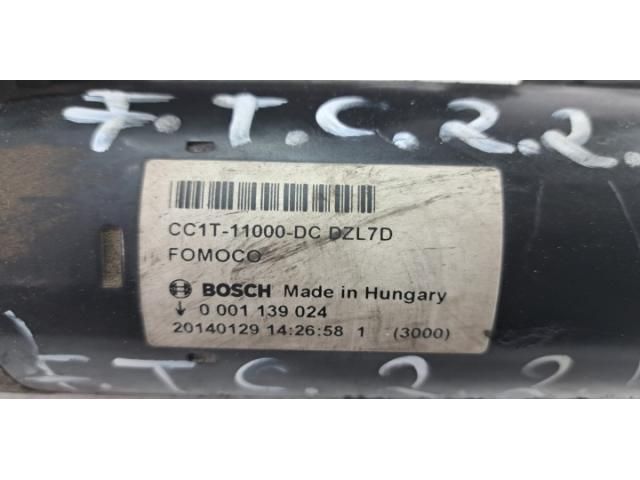 F.T.C.2.2.
CC1T-11000-DC DZL7D
FOMOCO
BOSCH Made in Hungary
↓ 0 001 139 024
20140129 14:26:58 1 (3000)
F.T.C.2.2.